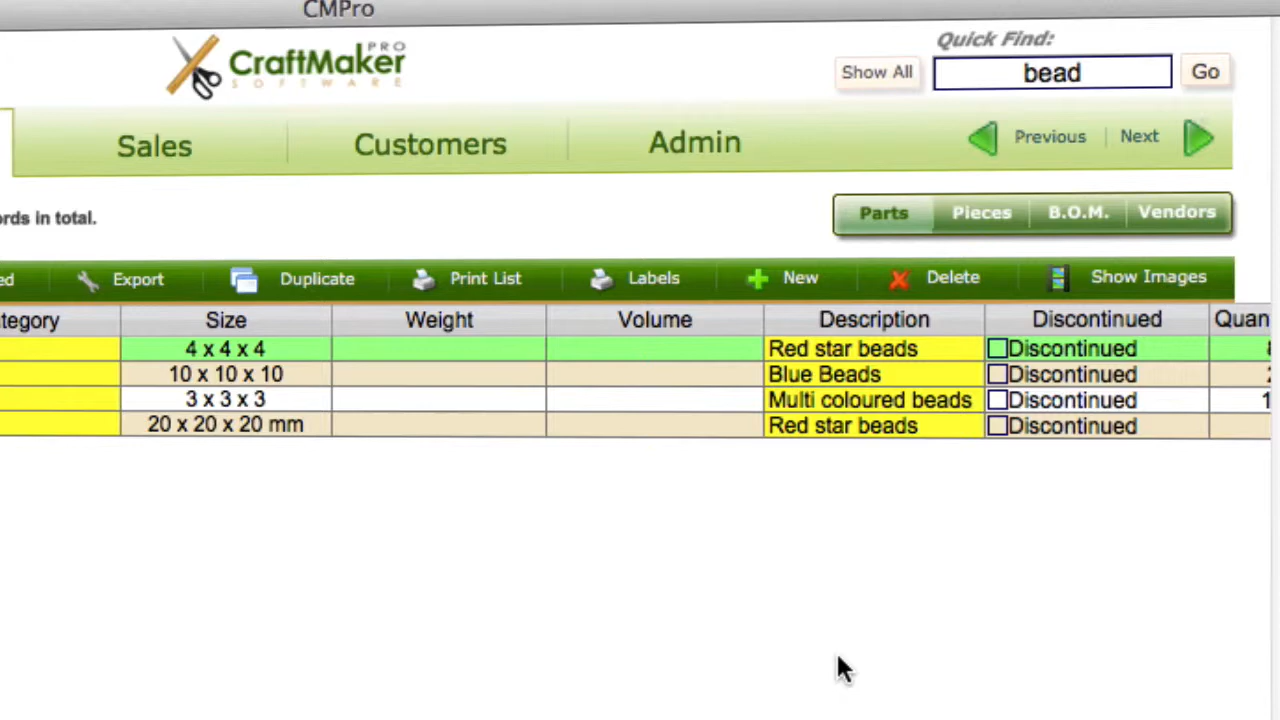 CMPro
CraftMaker PRO
SOFTWARE
Quick Find:
Show All bead Go
Sales Customers Admin Previous Next
ords in total.
Parts Pieces B.O.M. Vendors
ed Export Duplicate Print List Labels New Delete Show Images
tegory Size Weight Volume Description Discontinued Quan
4 x 4 x 4 Red star beads Discontinued
10 x 10 x 10 Blue Beads Discontinued
3 x 3 x 3 Multi coloured beads Discontinued 1
20 x 20 x 20 mm Red star beads Discontinued